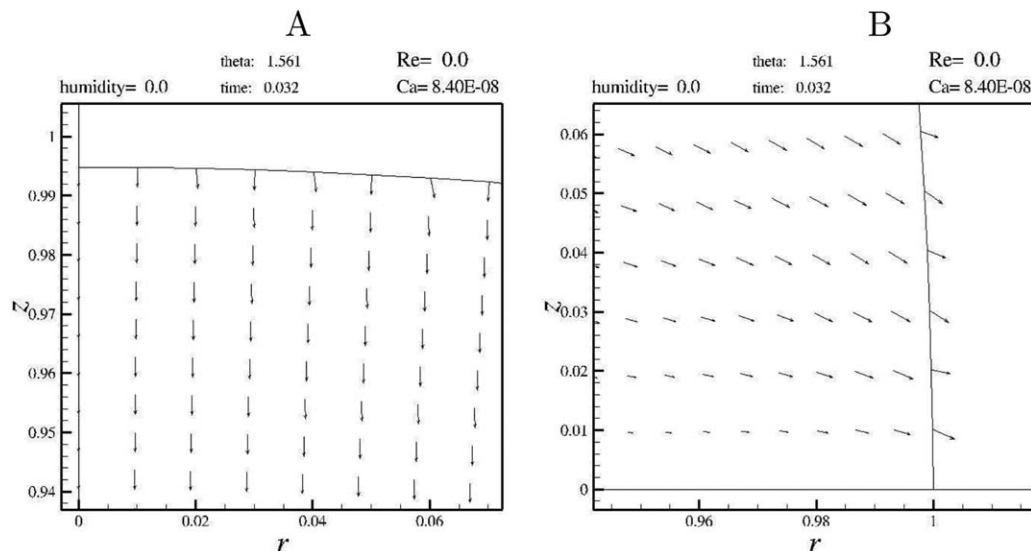 A
theta: 1.561
Re= 0.0
humidity= 0.0
time: 0.032
Ca= 8.40E-08
1
0.99
0.98
0.97
0.96
0.95
0.94
z
0
0.02
0.04
0.06
r
B
theta: 1.561
Re= 0.0
humidity= 0.0
time: 0.032
Ca= 8.40E-08
0.06
0.05
0.04
0.03
0.02
0.01
0
z
0.96
0.98
1
r